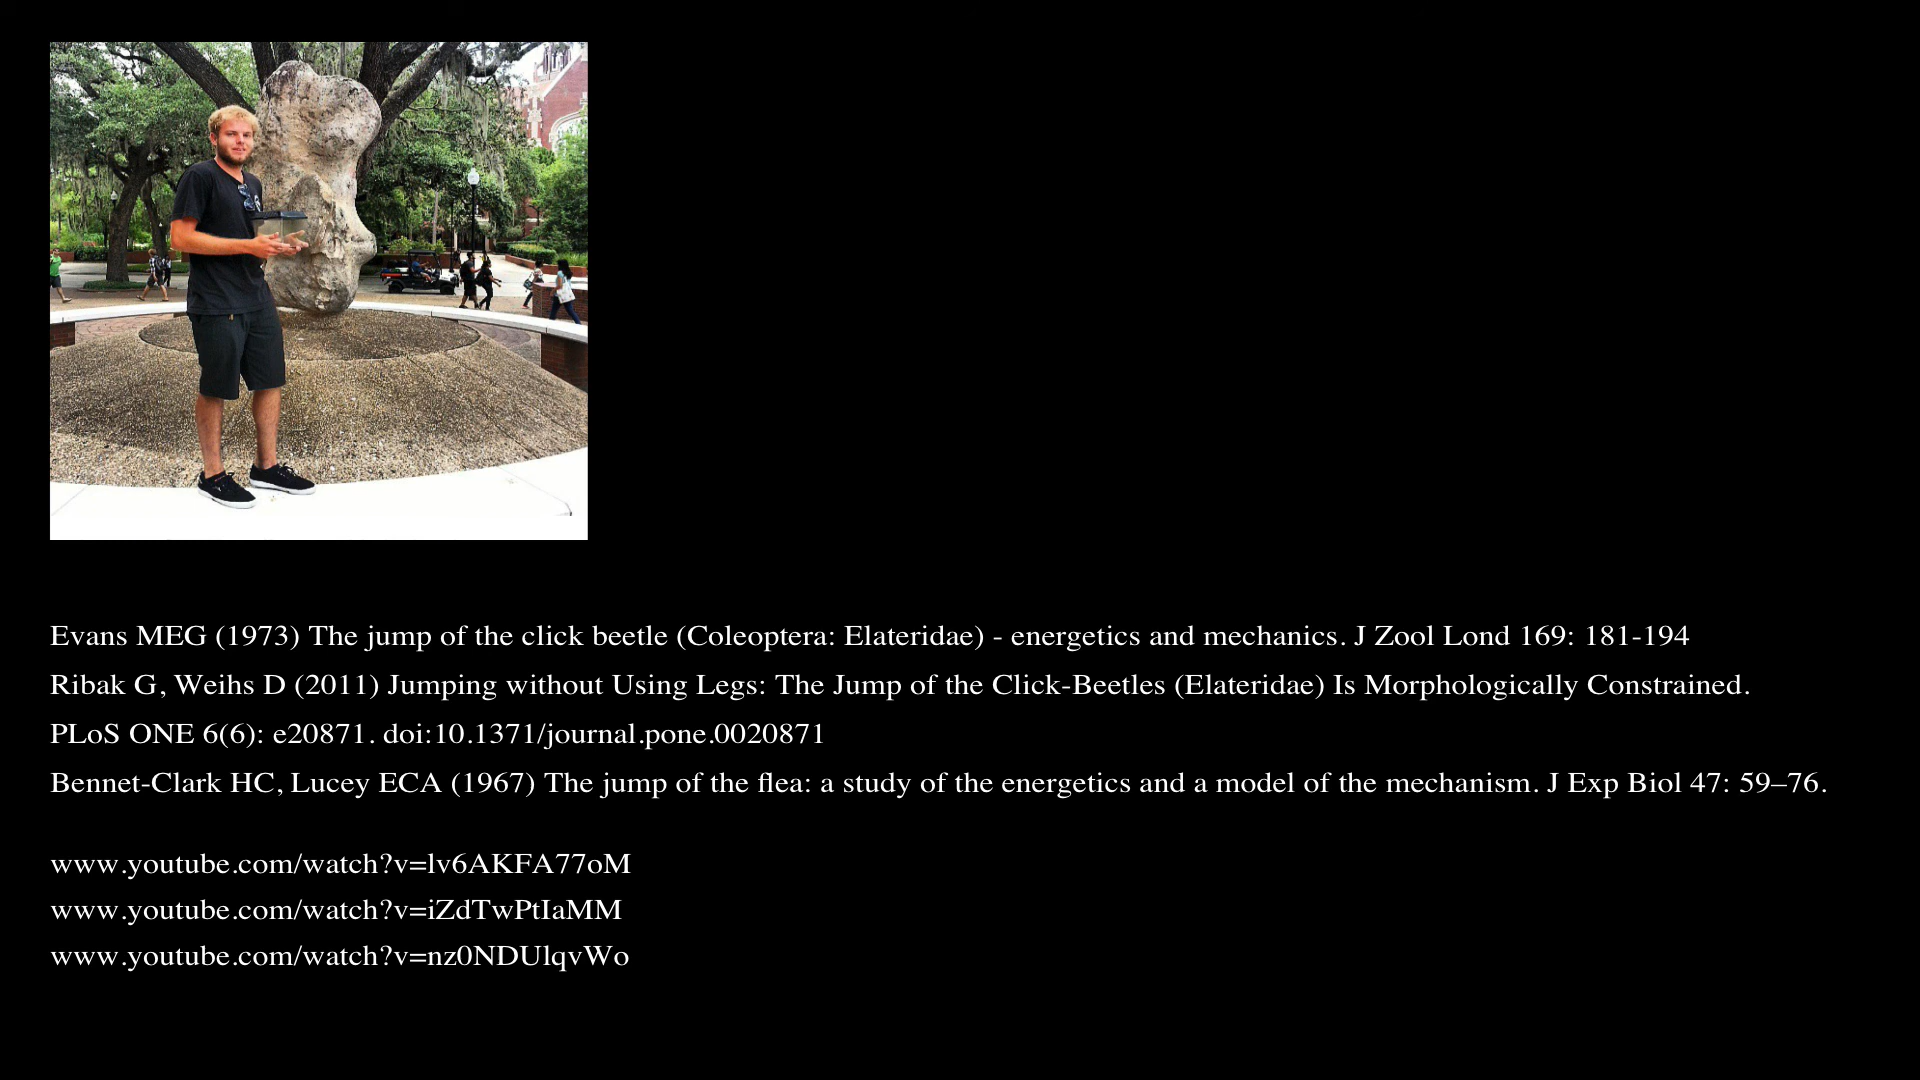 Evans MEG (1973) The jump of the click beetle (Coleoptera: Elateridae) - energetics and mechanics. J Zool Lond 169: 181-194
Ribak G, Weihs D (2011) Jumping without Using Legs: The Jump of the Click-Beetles (Elateridae) Is Morphologically Constrained.
PLoS ONE 6(6): e20871. doi:10.1371/journal.pone.0020871
Bennet-Clark HC, Lucey ECA (1967) The jump of the flea: a study of the energetics and a model of the mechanism. J Exp Biol 47: 59–76.
www.youtube.com/watch?v=lv6AKFA77oM
www.youtube.com/watch?v=iZdTwPtIaMM
www.youtube.com/watch?v=nz0NDUlqvWo